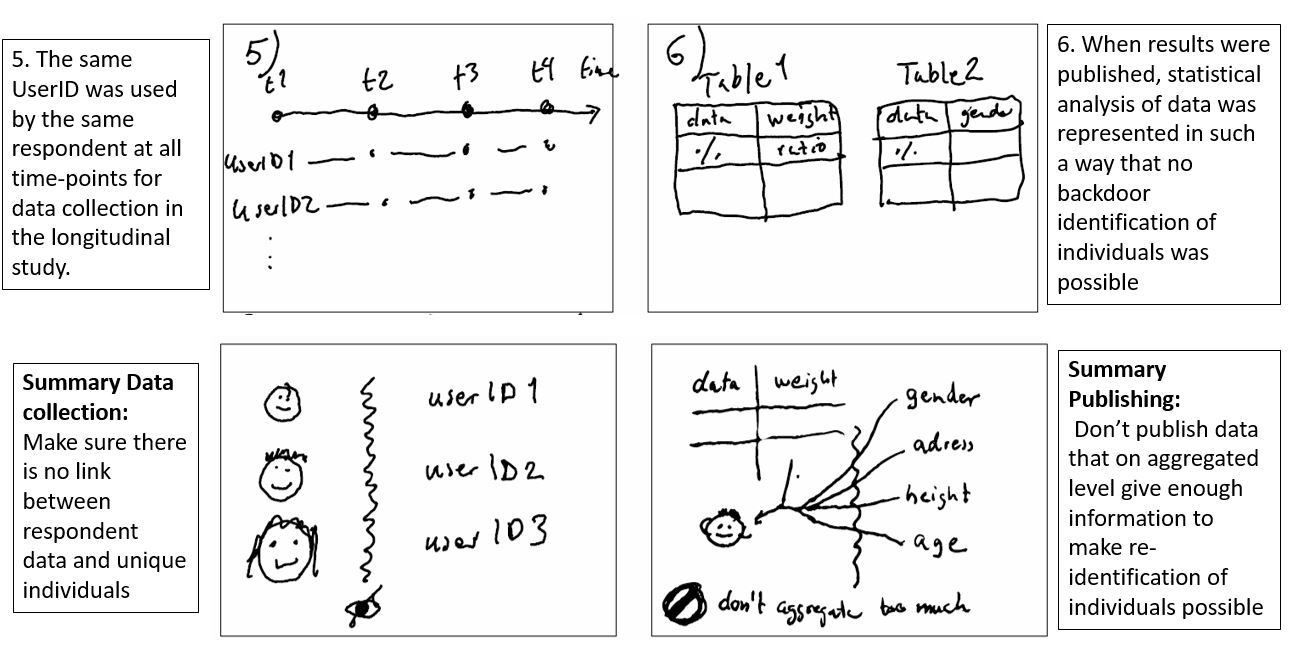 5. The same
UserID was used
by the same
respondent at all
time-points for
data collection in
the longitudinal
study.
5)
t1 t2 t3 t4 time
userID1
userID2
6)
Table1 Table2
data weight data gender
% ratio %
6. When results were
published, statistical
analysis of data was
represented in such
a way that no
backdoor
identification of
individuals was
possible
Summary Data
collection:
Make sure there
is no link
between
respondent
data and unique
individuals
userID1
userID2
userID3
data weight
gender
adress
height
age
don't aggregate too much
Summary
Publishing:
Don't publish data
that on aggregated
level give enough
information to
make re-
identification of
individuals possible